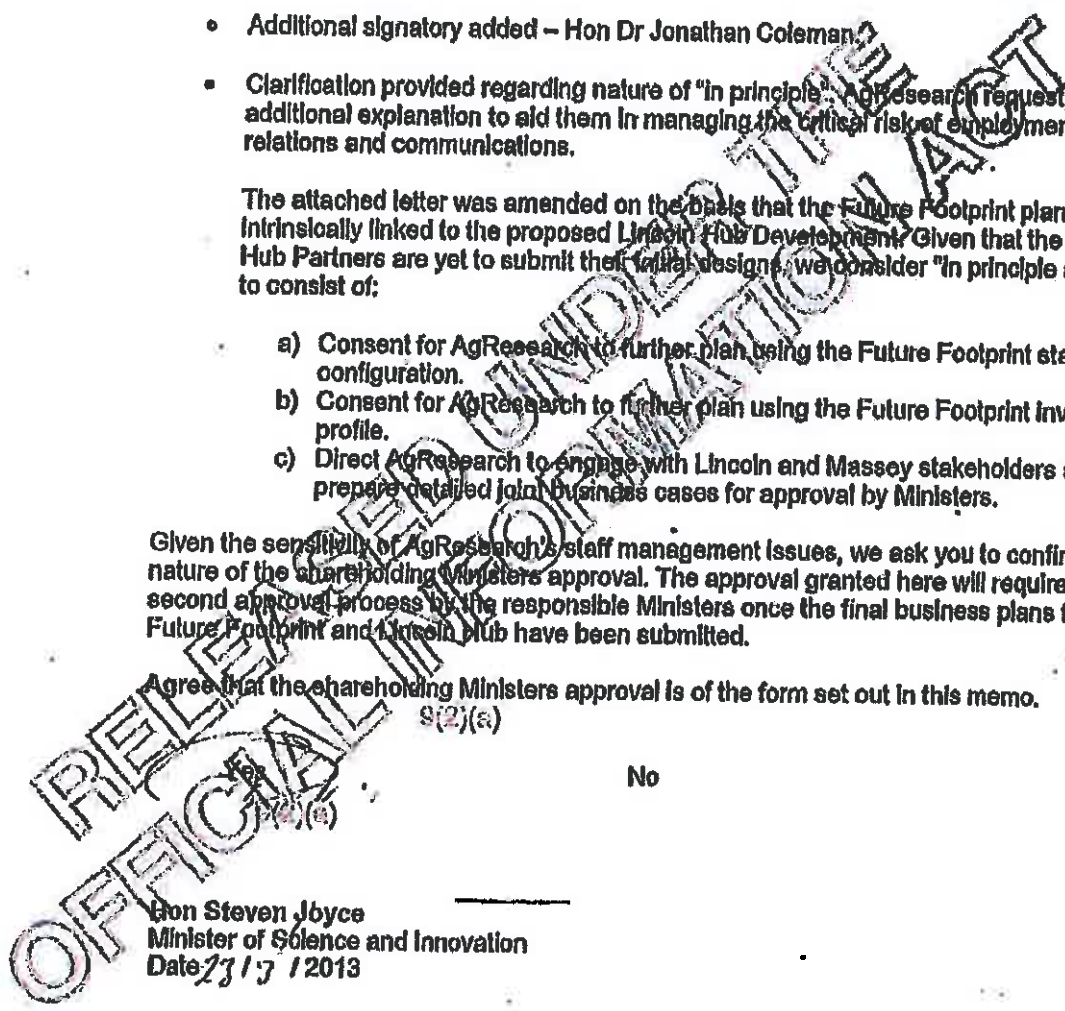 • Additional signatory added – Hon Dr Jonathan Coleman.
• Clarification provided regarding nature of "in principle". AgResearch request
additional explanation to aid them in managing the critical risk of employmen
relations and communications.
The attached letter was amended on the basis that the Future Footprint plan
intrinsically linked to the proposed Lincoln Hub Development. Given that the
Hub Partners are yet to submit their initial designs, we consider "in principle a
to consist of:
a) Consent for AgResearch to further plan using the Future Footprint sta
configuration.
b) Consent for AgResearch to further plan using the Future Footprint inv
profile.
c) Direct AgResearch to engage with Lincoln and Massey stakeholders a
prepare detailed joint business cases for approval by Ministers.
Given the sensitivity of AgResearch's staff management issues, we ask you to confir
nature of the shareholding Ministers approval. The approval granted here will require
second approval process by the responsible Ministers once the final business plans f
Future Footprint and Lincoln Hub have been submitted.
Agree that the shareholding Ministers approval is of the form set out in this memo.
9(2)(a)
Yes No
9(2)(a)
Hon Steven Joyce
Minister of Science and Innovation
Date 23 / 7 / 2013
RELEASED UNDER THE
OFFICIAL INFORMATION ACT